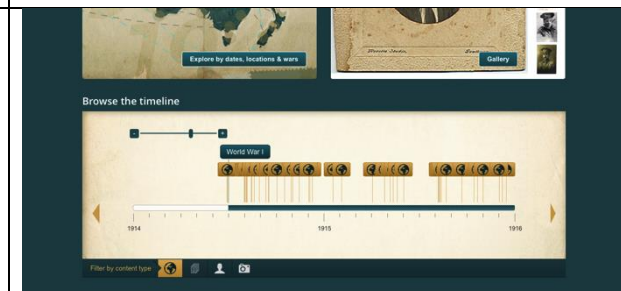 Explore by dates, locations & wars
Gallery
Browse the timeline
- +
World War I
1914 1915 1916
Filter by content type